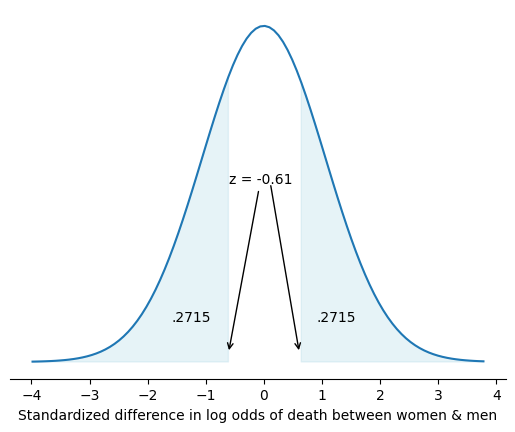 z = -0.61
.2715 .2715
−4 −3 −2 −1 0 1 2 3 4
Standardized difference in log odds of death between women & men